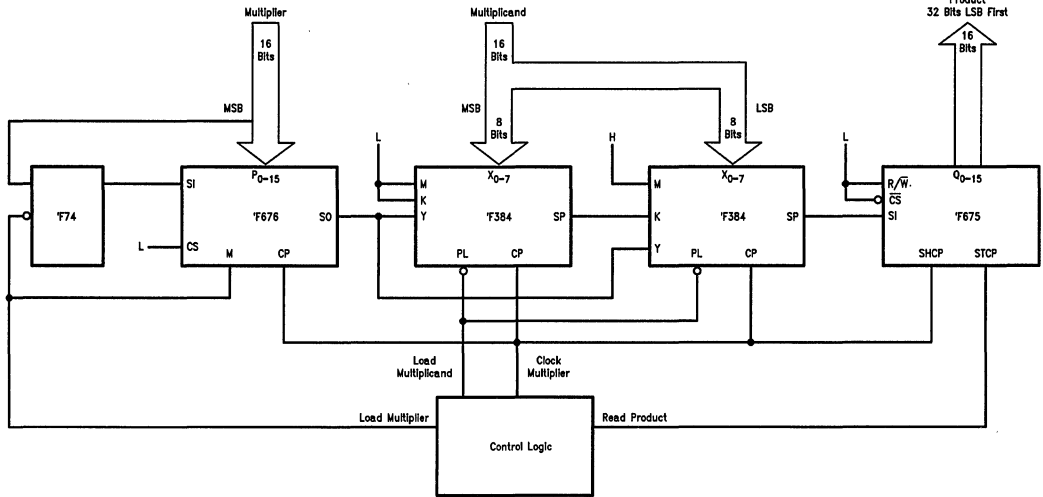 Multiplier
Multiplicand
Product
32 Bits LSB First
16
Bits
16
Bits
16
Bits
MSB
MSB
8
Bits
8
Bits
LSB
L
H
L
P0-15
X0-7
X0-7
Q0-15
SI
'F676
SO
CS
M
CP
L
'F74
M
K
Y
'F384
SP
PL
CP
M
K
Y
'F384
SP
PL
CP
R/W.
CS
SI
'F675
SHCP
STCP
Load
Multiplicand
Clock
Multiplier
Load Multiplier
Read Product
Control Logic